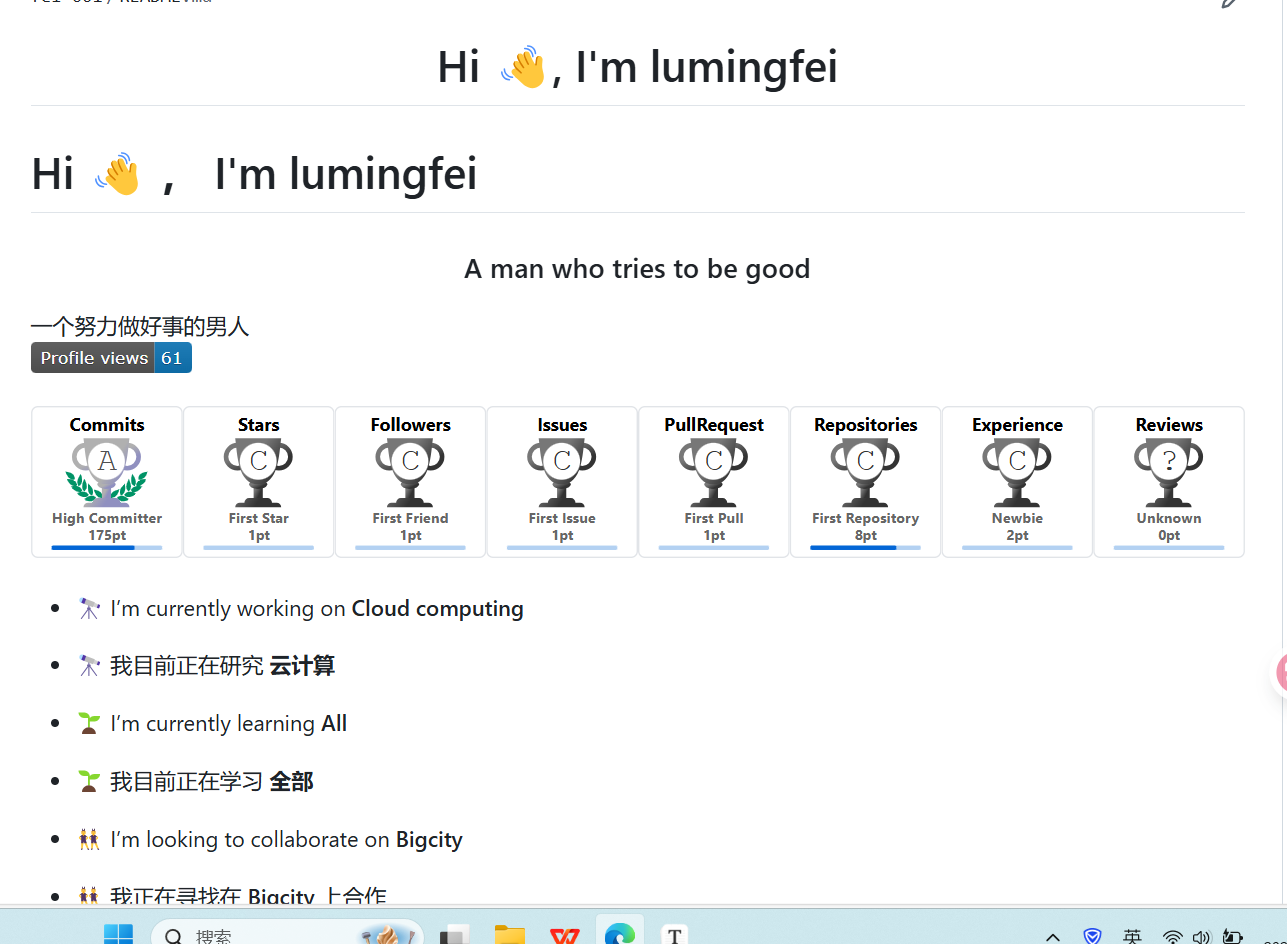 Hi 👋, I'm lumingfei
Hi 👋 ， I'm lumingfei
A man who tries to be good
一个努力做好事的男人
Profile views 61
Commits Stars Followers Issues PullRequest Repositories Experience Reviews
A C C C C C C ?
High Committer First Star First Friend First Issue First Pull First Repository Newbie Unknown
175pt 1pt 1pt 1pt 1pt 8pt 2pt 0pt
• 🔭 I’m currently working on Cloud computing
• 🔭 我目前正在研究 云计算
• 🌱 I’m currently learning All
• 🌱 我目前正在学习 全部
• 👯 I’m looking to collaborate on Bigcity
• 👯 我正在寻找在 Bigcity 上合作
搜索
T
英